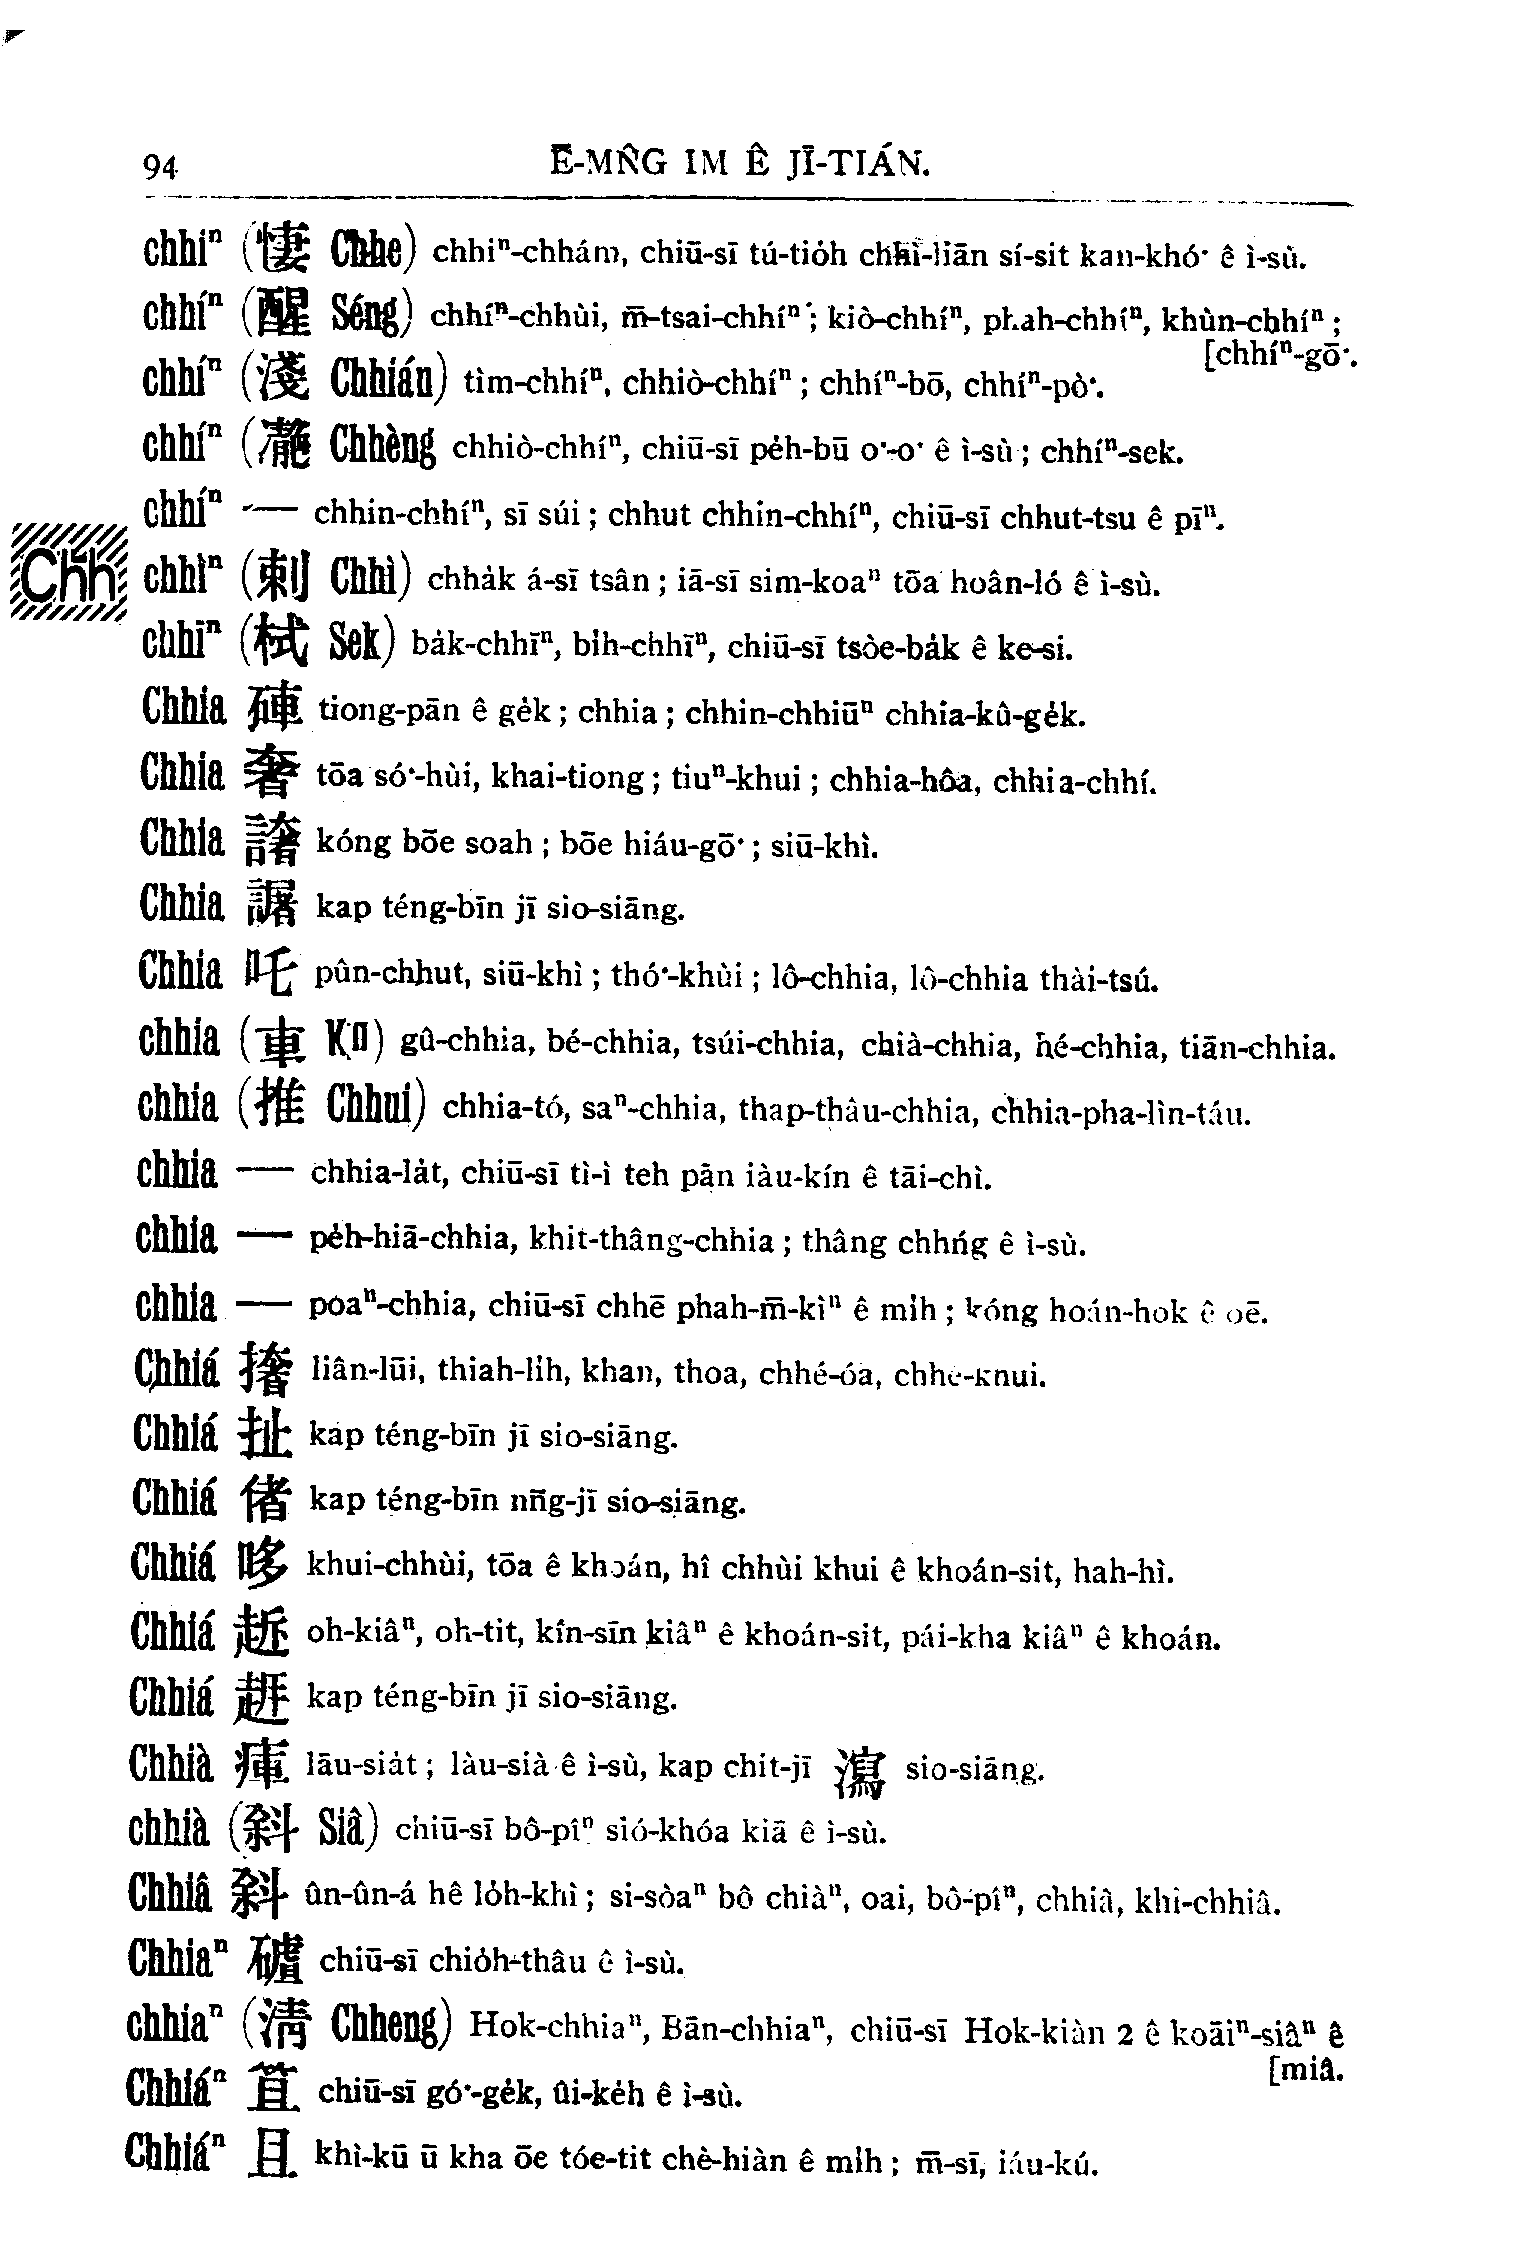 94 Ē-MN̂G IM Ê JĪ-TIÁN.
chhiⁿ (悽 Chhe) chhiⁿ-chhám, chiū-sī tú-tio̍h chhi-liān sí-sit kan-khó͘ ê ì-sù.
chhíⁿ (醒 Séng) chhíⁿ-chhùi, m̄-tsai-chhíⁿ; kiò-chhíⁿ, phah-chhíⁿ, khùn-chhíⁿ;
[chhíⁿ-gō͘.
chhíⁿ (淺 Chhián) tìm-chhíⁿ, chhiò-chhíⁿ; chhíⁿ-bō, chhíⁿ-pò͘.
chhíⁿ ( Chhèng chhiò-chhíⁿ, chiū-sī pe̍h-bū o͘-o͘ ê ì-sù; chhíⁿ-sek.
chhíⁿ — chhin-chhíⁿ, sī súi; chhut chhin-chhíⁿ, chiū-sī chhut-tsu ê pīⁿ.
Chh
chhìⁿ (刺 Chhì) chha̍k á-sī tsân; iā-sī sim-koaⁿ tōa hoân-ló ê ì-sù.
chhīⁿ (栻 Sek) ba̍k-chhīⁿ, bi̍h-chhīⁿ, chiū-sī tsòe-ba̍k ê ke-si.
Chhia 硨 tiong-pān ê ge̍k; chhia; chhin-chhiūⁿ chhia-kû-ge̍k.
Chhia 奢 tōa só͘-hùi, khai-tiong; tiuⁿ-khui; chhia-hôa, chhia-chhí.
Chhia kóng bōe soah; bōe hiáu-gō͘; siū-khì.
Chhia kap téng-bīn jī sio-siāng.
Chhia 吒 pûn-chhut, siū-khì; thó͘-khùi; lô-chhia, lô-chhia thài-tsú.
chhia (車 Ku) gû-chhia, bé-chhia, tsúi-chhia, chià-chhia, hé-chhia, tiān-chhia.
chhia (推 Chhui) chhia-tó, saⁿ-chhia, thap-thâu-chhia, chhia-pha-lìn-táu.
chhia — chhia-la̍t, chiū-sī tì-ì teh pān iàu-kín ê tāi-chì.
chhia — pe̍h-hiā-chhia, khit-thâng-chhia; thâng chhńg ê ì-sù.
chhia — poaⁿ-chhia, chiū-sī chhē phah-m̄-kìⁿ ê mi̍h; kóng hoán-hok ê oē.
Chhiá 撦 liân-lūi, thiah-li̍h, khan, thoa, chhé-óa, chhé-khui.
Chhiá 扯 kap téng-bīn jī sio-siāng.
Chhiá 偖 kap téng-bīn nn̄g-jī sio-siāng.
Chhiá 哆 khui-chhùi, tōa ê khoán, hî chhùi khui ê khoán-sit, hah-hì.
Chhiá oh-kiâⁿ, oh-tit, kín-sīn kiâⁿ ê khoán-sit, pái-kha kiâⁿ ê khoán.
Chhiá kap téng-bīn jī sio-siāng.
Chhià lāu-sia̍t; làu-sià ê ì-sù, kap chit-jī 瀉 sio-siāng.
chhià (斜 Siâ) chiū-sī bô-pîⁿ sió-khóa kiā ê ì-sù.
Chhiâ 斜 ûn-ûn-á hê lo̍h-khì; si-sòaⁿ bô chiàⁿ, oai, bô-pîⁿ, chhiâ, khi-chhiâ.
Chhiaⁿ chiū-sī chio̍h-thâu ê ì-sù.
chhiaⁿ (清 Chheng) Hok-chhiaⁿ, Bān-chhiaⁿ, chiū-sī Hok-kiàn 2 ê koāiⁿ-siâⁿ ê
[miâ.
Chhiáⁿ 苴 chiū-sī gó͘-ge̍k, ûi-ke̍h ê ì-sù.
Chhiáⁿ 且 khì-kū ū kha ōe tóe-tit chè-hiàn ê mi̍h; m̄-sī, iáu-kú.